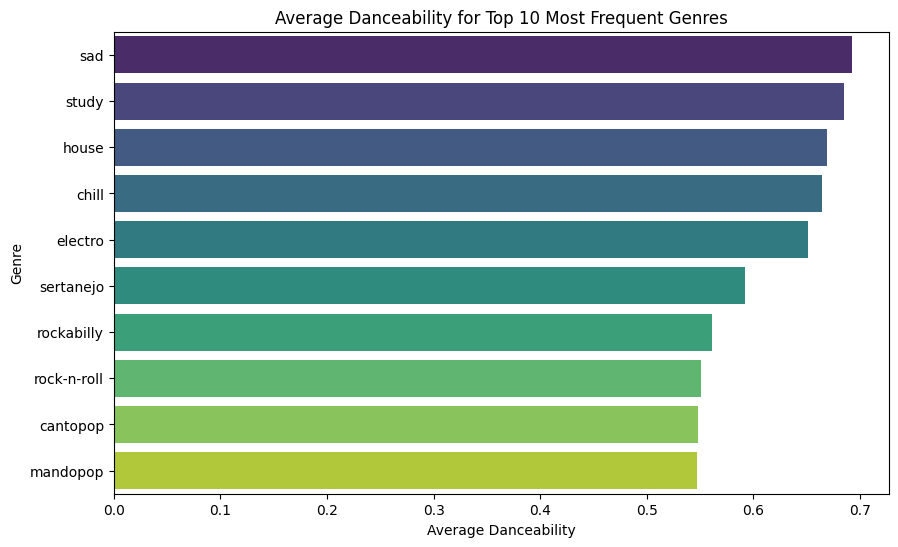 Average Danceability for Top 10 Most Frequent Genres
Genre
sad
study
house
chill
electro
sertanejo
rockabilly
rock-n-roll
cantopop
mandopop
0.0 0.1 0.2 0.3 0.4 0.5 0.6 0.7
Average Danceability